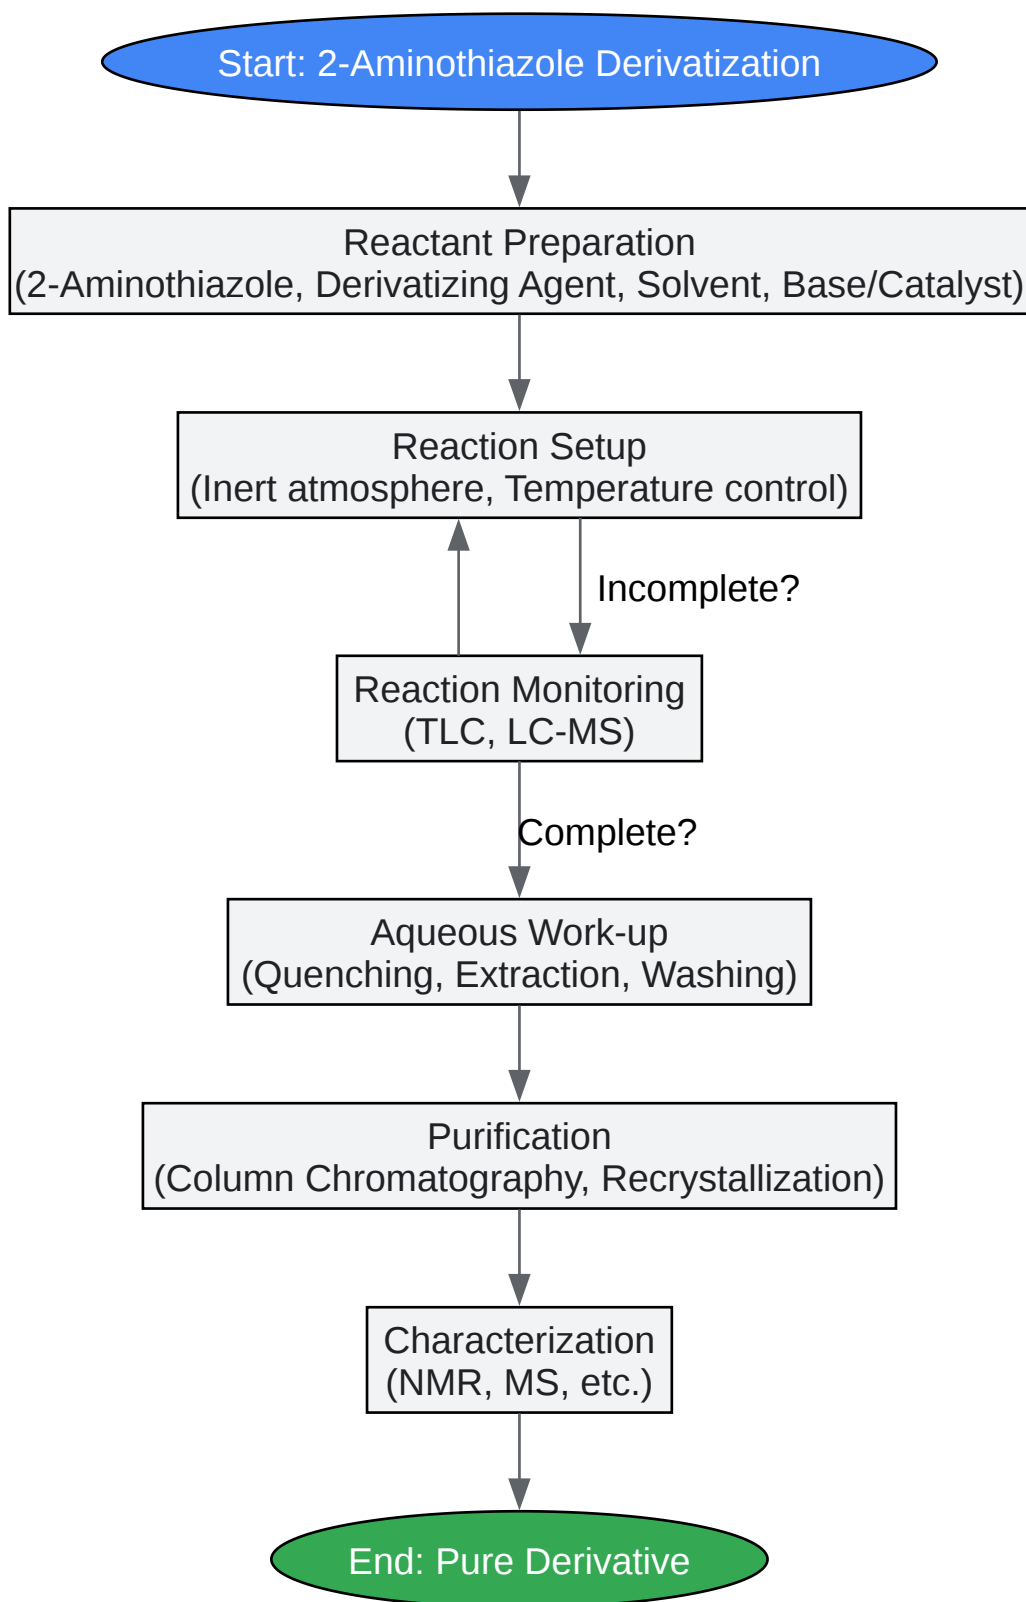 Start: 2-Aminothiazole Derivatization
Reactant Preparation
(2-Aminothiazole, Derivatizing Agent, Solvent, Base/Catalyst)
Reaction Setup
(Inert atmosphere, Temperature control)
Incomplete?
Reaction Monitoring
(TLC, LC-MS)
Complete?
Aqueous Work-up
(Quenching, Extraction, Washing)
Purification
(Column Chromatography, Recrystallization)
Characterization
(NMR, MS, etc.)
End: Pure Derivative